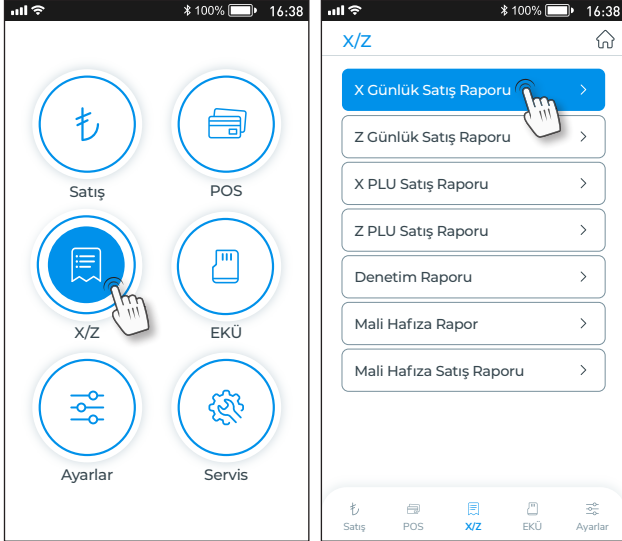 100% 16:38
Satış POS
X/Z EKÜ
Ayarlar Servis
100% 16:38
X/Z
X Günlük Satış Raporu
Z Günlük Satış Raporu
X PLU Satış Raporu
Z PLU Satış Raporu
Denetim Raporu
Mali Hafıza Rapor
Mali Hafıza Satış Raporu
Satış POS X/Z EKÜ Ayarlar